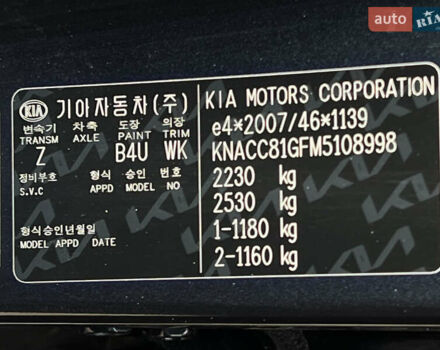 auto RIA
KIA 기아자동차(주)
변속기 차축 도장 의장
TRANSM AXLE PAINT TRIM
Z B4U WK
정비부호 형식 승인 번호
S.V.C APPD MODEL NO
형식승인년월일
MODEL APPD DATE
KIA MOTORS CORPORATION
e4*2007/46*1139
KNACC81GFM5108998
2230 kg
2530 kg
1-1180 kg
2-1160 kg